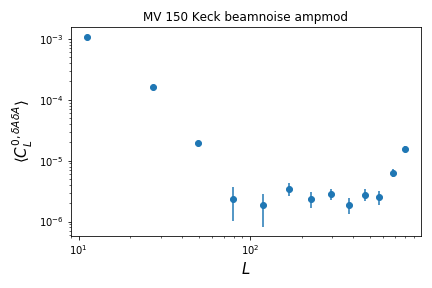 MV 150 Keck beamnoise ampmod
10⁻³
10⁻⁴
10⁻⁵
10⁻⁶
⟨C_L^{0, δAδA}⟩
10¹
10²
L